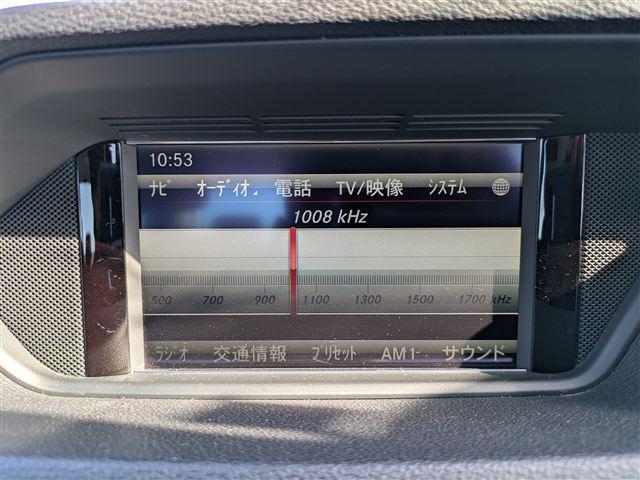 10:53
ﾅﾋﾞ ｵｰﾃﾞｨｵ 電話 TV/映像 ｼｽﾃﾑ
1008 kHz
500 700 900 1100 1300 1500 1700 kHz
ラジオ 交通情報 ﾌﾟﾘｾｯﾄ AM1 サウンド